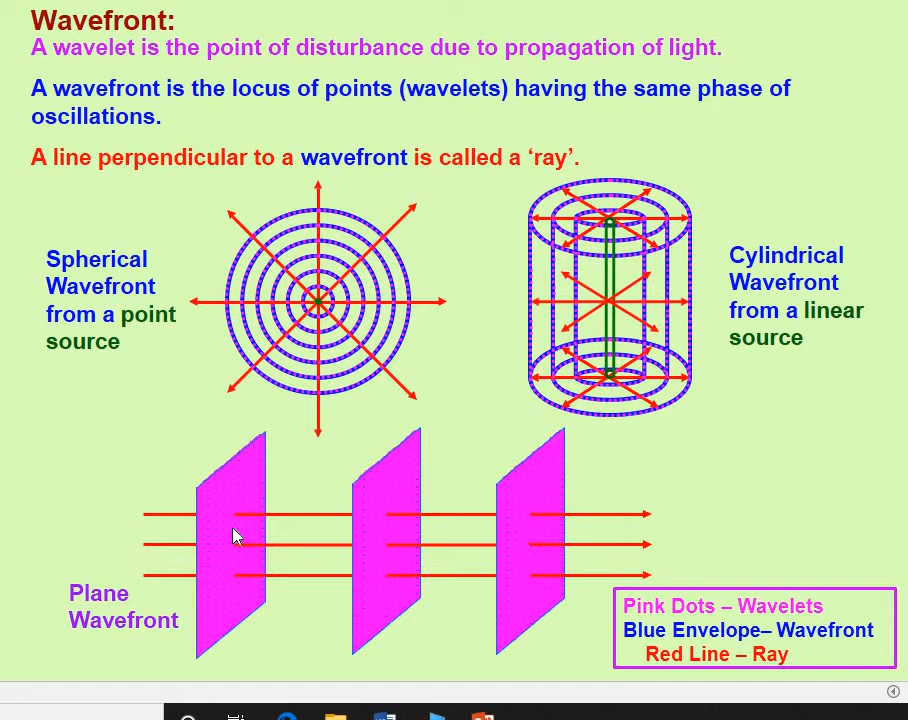 Wavefront:
A wavelet is the point of disturbance due to propagation of light.
A wavefront is the locus of points (wavelets) having the same phase of
oscillations.
A line perpendicular to a wavefront is called a ‘ray’.
Spherical
Wavefront
from a point
source
Cylindrical
Wavefront
from a linear
source
Plane
Wavefront
Pink Dots – Wavelets
Blue Envelope– Wavefront
Red Line – Ray